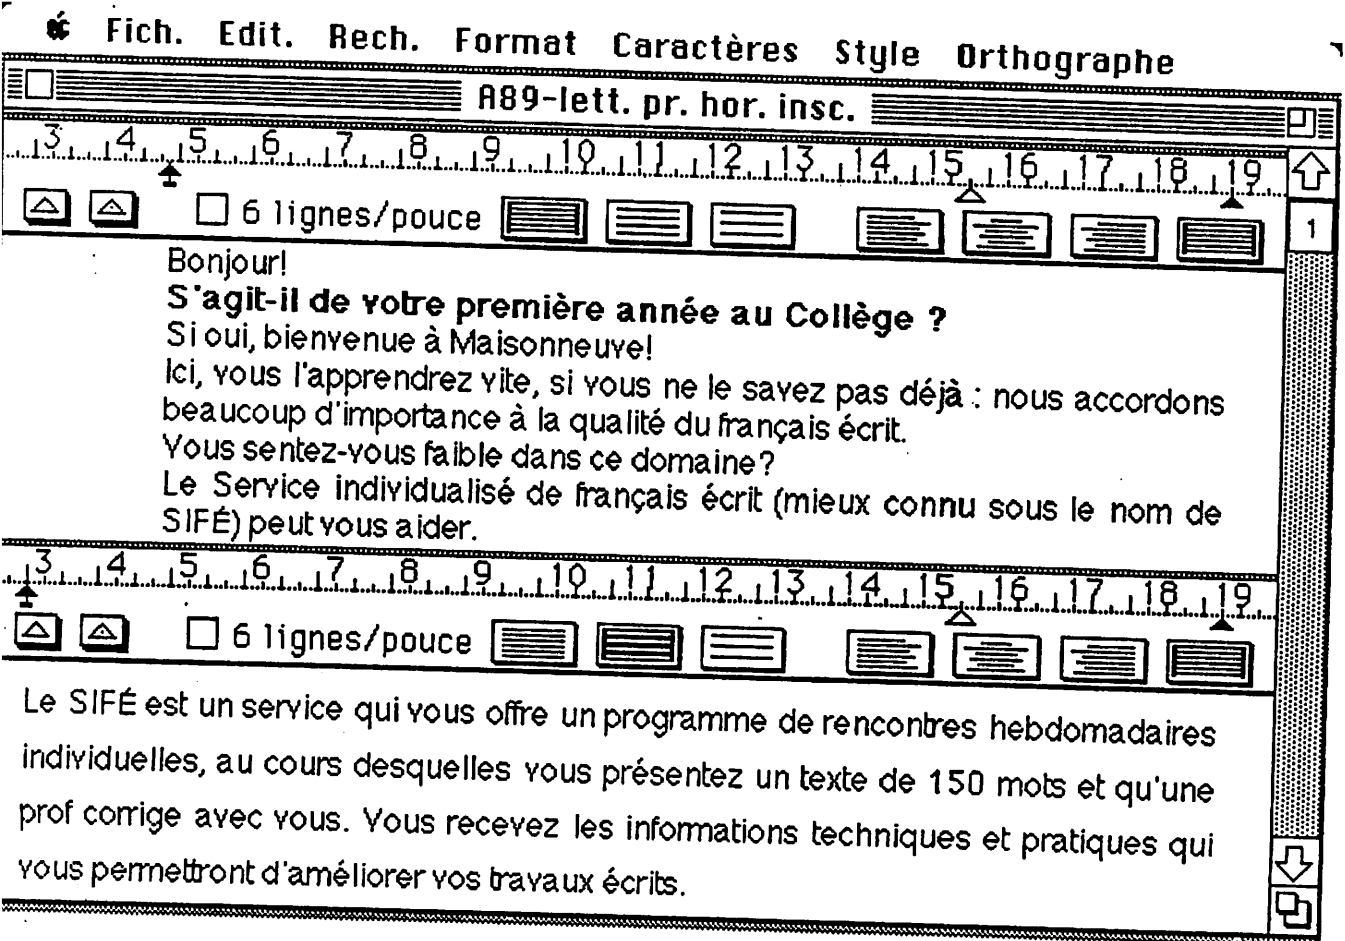 Fich. Edit. Rech. Format Caractères Style Orthographe
A89-lett. pr. hor. insc.
3 4 5 6 7 8 9 10 11 12 13 14 15 16 17 18 19
6 lignes/pouce
1
Bonjour!
S'agit-il de votre première année au Collège ?
Si oui, bienvenue à Maisonneuve!
Ici, vous l'apprendrez vite, si vous ne le savez pas déjà : nous accordons
beaucoup d'importance à la qualité du français écrit.
Vous sentez-vous faible dans ce domaine?
Le Service individualisé de français écrit (mieux connu sous le nom de
SIFÉ) peut vous aider.
3 4 5 6 7 8 9 10 11 12 13 14 15 16 17 18 19
6 lignes/pouce
Le SIFÉ est un service qui vous offre un programme de rencontres hebdomadaires
individuelles, au cours desquelles vous présentez un texte de 150 mots et qu'une
prof corrige avec vous. Vous recevez les informations techniques et pratiques qui
vous permettront d'améliorer vos travaux écrits.